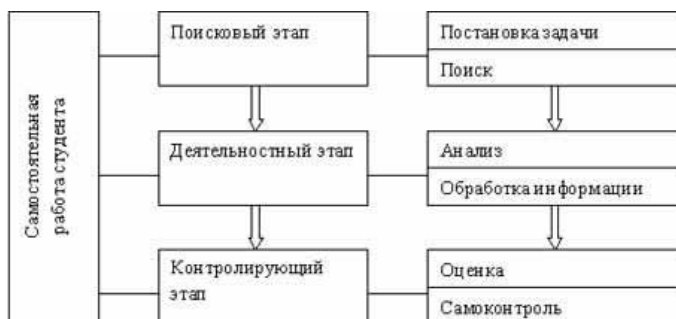 Самостоятельная
работа студента
Поисковый этап
Постановка задачи
Поиск
Деятельностный этап
Анализ
Обработка информации
Контролирующий
этап
Оценка
Самоконтроль